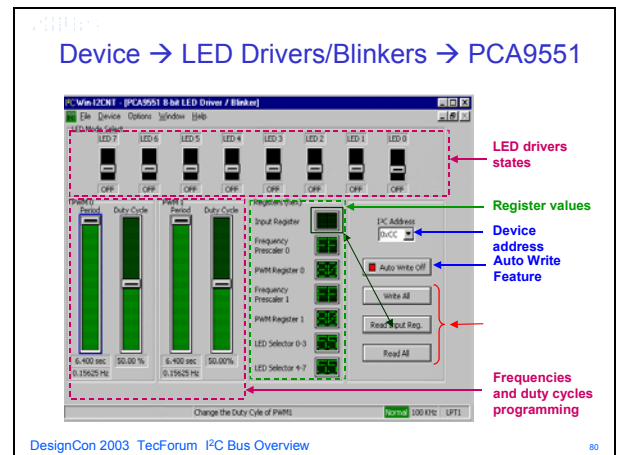 Device → LED Drivers/Blinkers → PCA9551
Win-I2CNT - [PCA9551 8-bit LED Driver / Blinker]
File Device Options Window Help
LED Mode Select
LED 7 LED 6 LED 5 LED 4 LED 3 LED 2 LED 1 LED 0
OFF OFF OFF OFF OFF OFF OFF OFF
LED drivers
states
PWM 0 PWM 1 Registers (hex)
Period Duty Cycle Period Duty Cycle
Register values
Input Register
I²C Address
0xCC
Device
address
Frequency
Prescaler 0
Auto Write
Feature
Auto Write Off
PWM Register 0
Frequency
Prescaler 1
Write All
PWM Register 1
Read Input Reg.
LED Selector 0-3
Read All
LED Selector 4-7
6.400 sec 50.00 % 6.400 sec 50.00%
0.15625 Hz 0.15625 Hz
Frequencies
and duty cycles
programming
Change the Duty Cyle of PWM1 Normal 100 KHz LPT1
DesignCon 2003 TecForum I²C Bus Overview 80